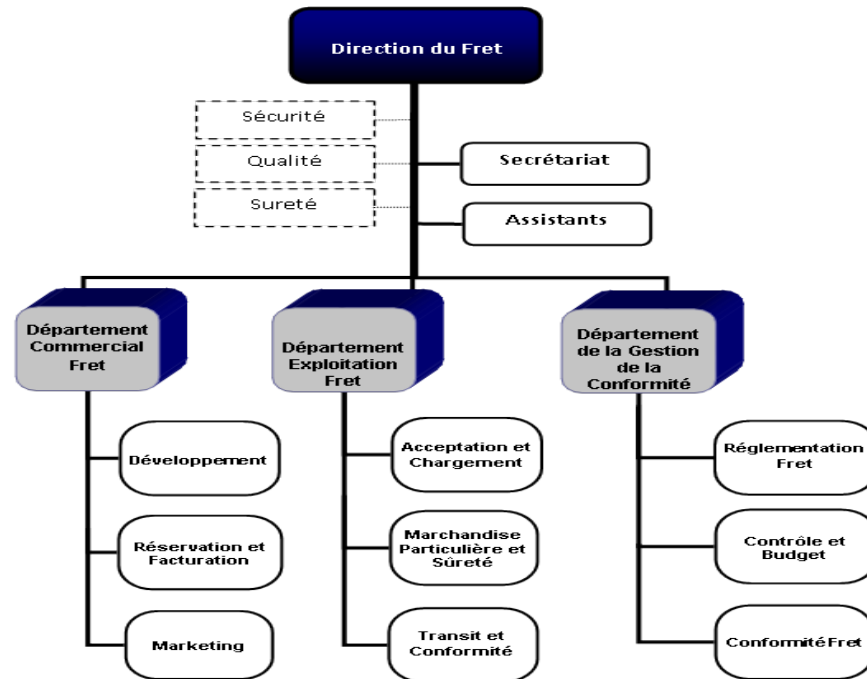 Direction du Fret
Sécurité
Qualité
Sureté
Secrétariat
Assistants
Département
Commercial
Fret
Département
Exploitation
Fret
Département
de la Gestion
de la
Conformité
Développement
Réservation et
Facturation
Marketing
Acceptation et
Chargement
Marchandise
Particulière et
Sûreté
Transit et
Conformité
Réglementation
Fret
Contrôle et
Budget
Conformité Fret